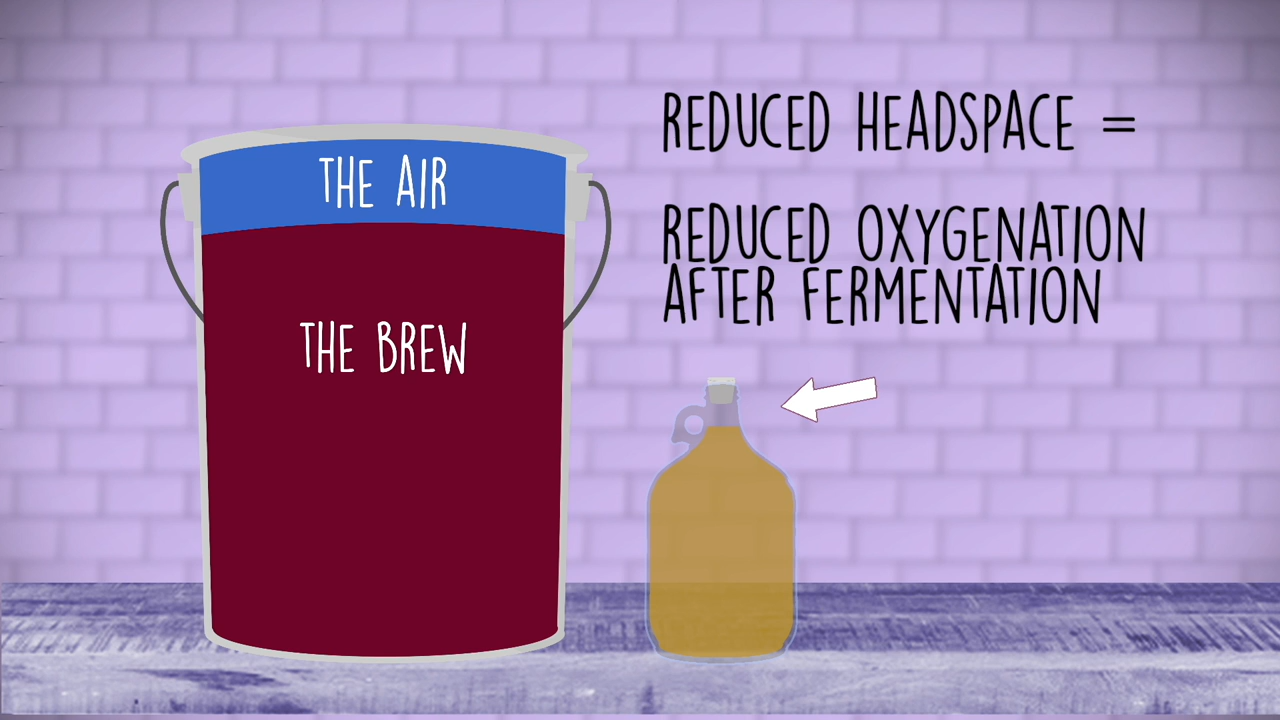 THE AIR
THE BREW
REDUCED HEADSPACE =
REDUCED OXYGENATION
AFTER FERMENTATION